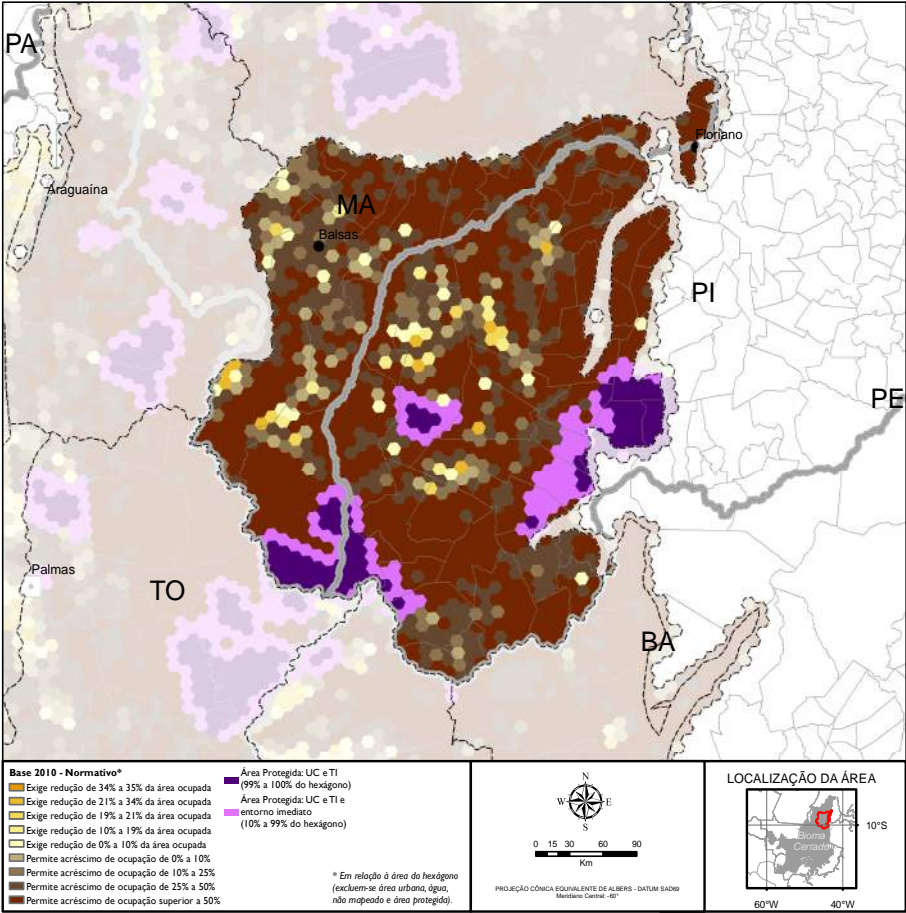 PA
Floriano
Araguaína
MA
Balsas
PI
PE
Palmas
TO
BA
Base 2010 - Normativo*
Exige redução de 34% a 35% da área ocupada
Exige redução de 21% a 34% da área ocupada
Exige redução de 19% a 21% da área ocupada
Exige redução de 10% a 19% da área ocupada
Exige redução de 0% a 10% da área ocupada
Permite acréscimo de ocupação de 0% a 10%
Permite acréscimo de ocupação de 10% a 25%
Permite acréscimo de ocupação de 25% a 50%
Permite acréscimo de ocupação superior a 50%
Área Protegida: UC e TI
(99% a 100% do hexágono)
Área Protegida: UC e TI e
entorno imediato
(10% a 99% do hexágono)
* Em relação à área do hexágono
(excluem-se área urbana, água,
não mapeado e área protegida).
N
W E
S
0 15 30 60 90
Km
PROJEÇÃO CÔNICA EQUIVALENTE DE ALBERS - DATUM SAD69
Meridiano Central: -60°
LOCALIZAÇÃO DA ÁREA
10°S
Bioma
Cerrado
60°W 40°W